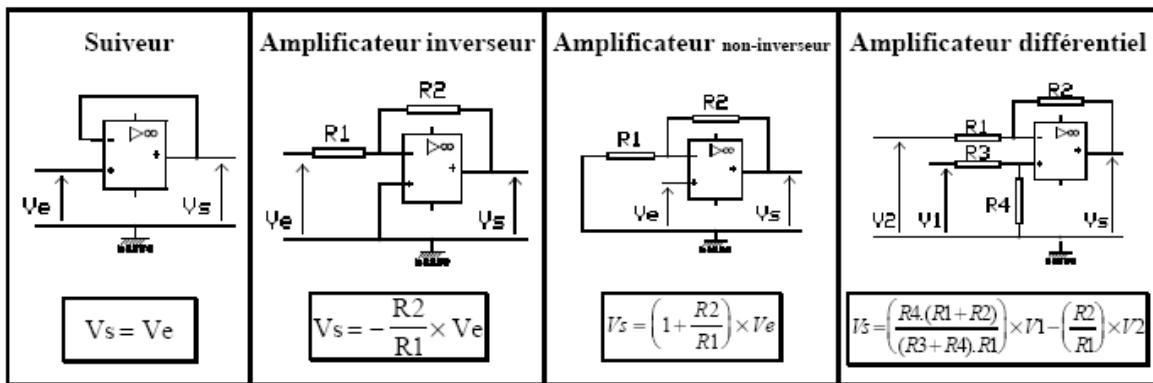 Suiveur
▷∞
-
+
+
Ve
Vs
Vs = Ve
Amplificateur inverseur
R2
R1
▷∞
-
+
+
Ve
Vs
Vs = - R2/R1 × Ve
Amplificateur non-inverseur
R2
R1
▷∞
-
+
+
Ve
Vs
Vs = (1 + R2/R1) × Ve
Amplificateur différentiel
R2
R1
▷∞
-
R3
+
+
R4
V2
V1
Vs
Vs = (R4.(R1+R2)/(R3+R4).R1) × V1 - (R2/R1) × V2